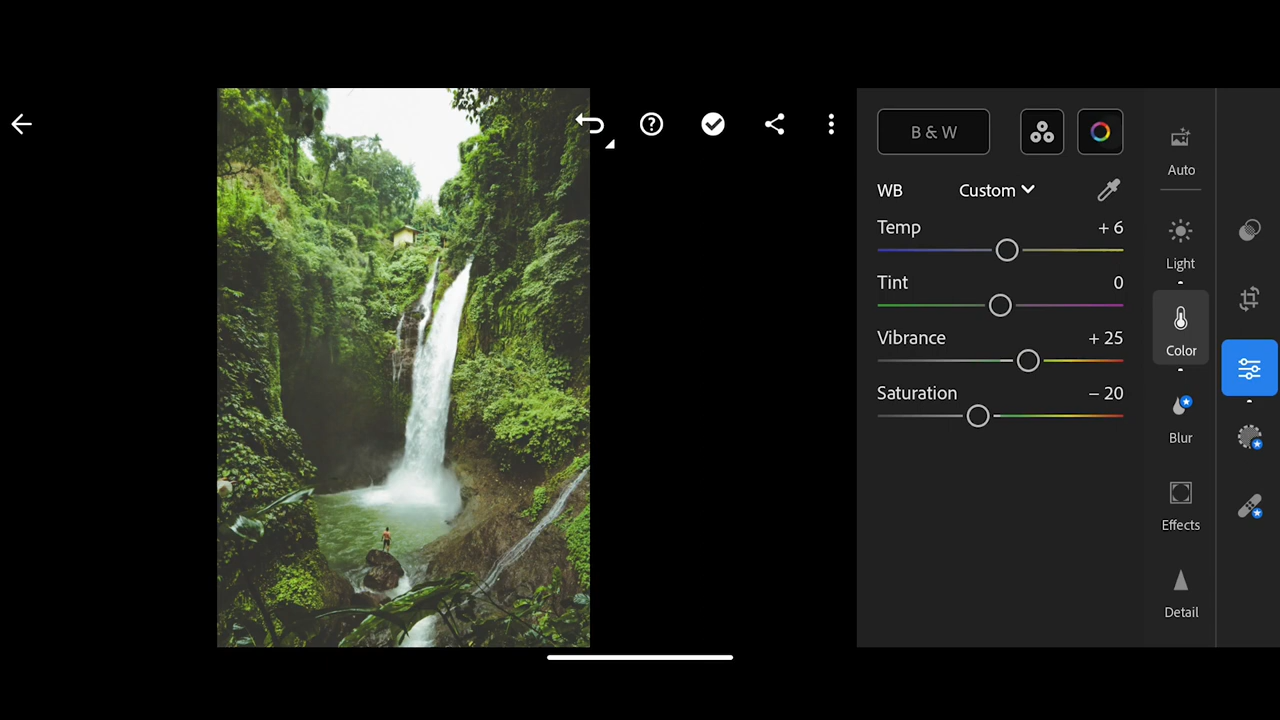 B & W
WB Custom
Temp + 6
Tint 0
Vibrance + 25
Saturation − 20
Auto
Light
Color
Blur
Effects
Detail